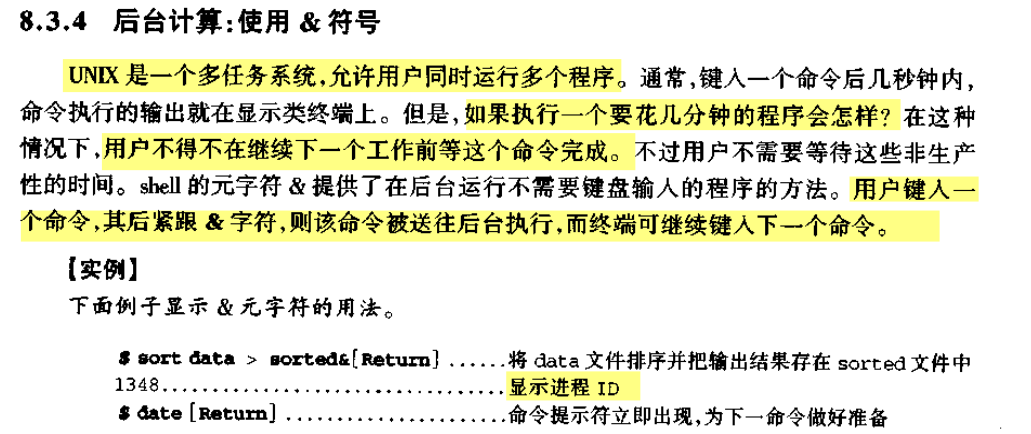 8.3.4 后台计算:使用 & 符号
UNIX 是一个多任务系统,允许用户同时运行多个程序。通常,键入一个命令后几秒钟内,
命令执行的输出就在显示类终端上。但是,如果执行一个要花几分钟的程序会怎样? 在这种
情况下,用户不得不在继续下一个工作前等这个命令完成。不过用户不需要等待这些非生产
性的时间。shell 的元字符 & 提供了在后台运行不需要键盘输入的程序的方法。用户键入一
个命令,其后紧跟 & 字符,则该命令被送往后台执行,而终端可继续键入下一个命令。
【实例】
下面例子显示 & 元字符的用法。
$ sort data > sorted&[Return] ......将 data 文件排序并把输出结果存在 sorted 文件中
1348..................................显示进程 ID
$ date [Return] ......................命令提示符立即出现,为下一命令做好准备